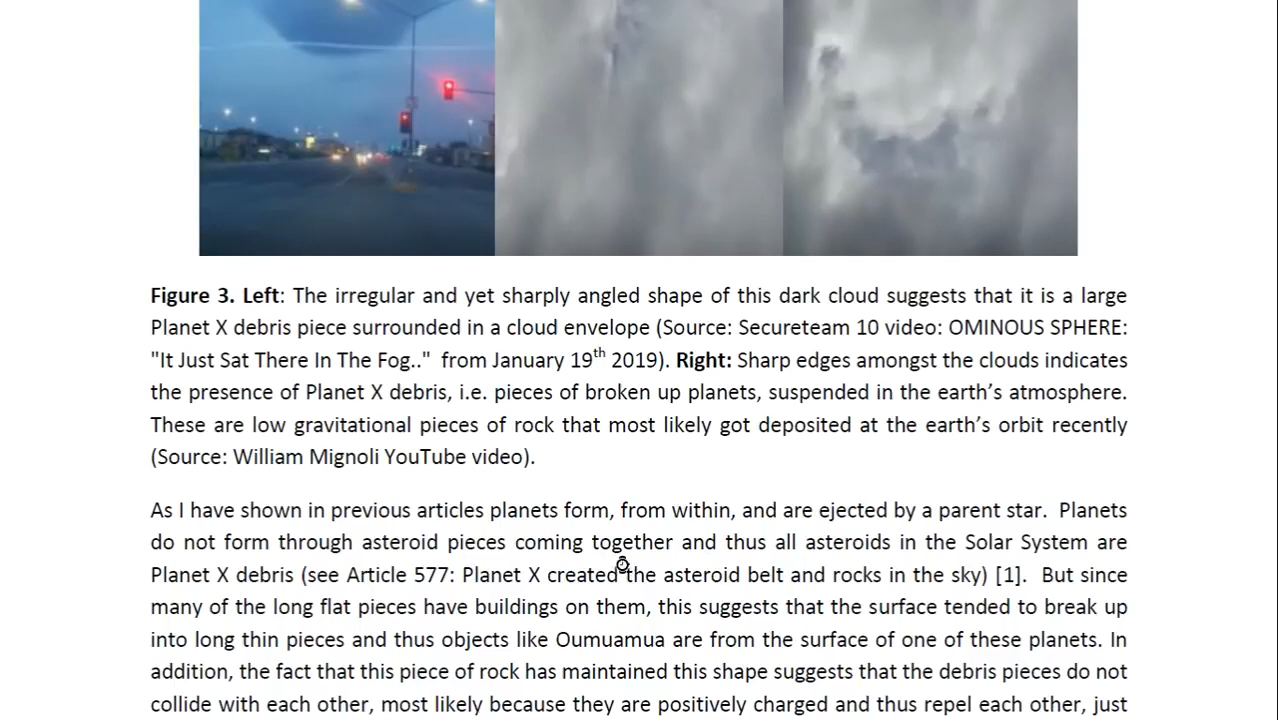 Figure 3. Left: The irregular and yet sharply angled shape of this dark cloud suggests that it is a large
Planet X debris piece surrounded in a cloud envelope (Source: Secureteam 10 video: OMINOUS SPHERE:
"It Just Sat There In The Fog.." from January 19th 2019). Right: Sharp edges amongst the clouds indicates
the presence of Planet X debris, i.e. pieces of broken up planets, suspended in the earth’s atmosphere.
These are low gravitational pieces of rock that most likely got deposited at the earth’s orbit recently
(Source: William Mignoli YouTube video).
As I have shown in previous articles planets form, from within, and are ejected by a parent star. Planets
do not form through asteroid pieces coming together and thus all asteroids in the Solar System are
Planet X debris (see Article 577: Planet X created the asteroid belt and rocks in the sky) [1]. But since
many of the long flat pieces have buildings on them, this suggests that the surface tended to break up
into long thin pieces and thus objects like Oumuamua are from the surface of one of these planets. In
addition, the fact that this piece of rock has maintained this shape suggests that the debris pieces do not
collide with each other, most likely because they are positively charged and thus repel each other, just